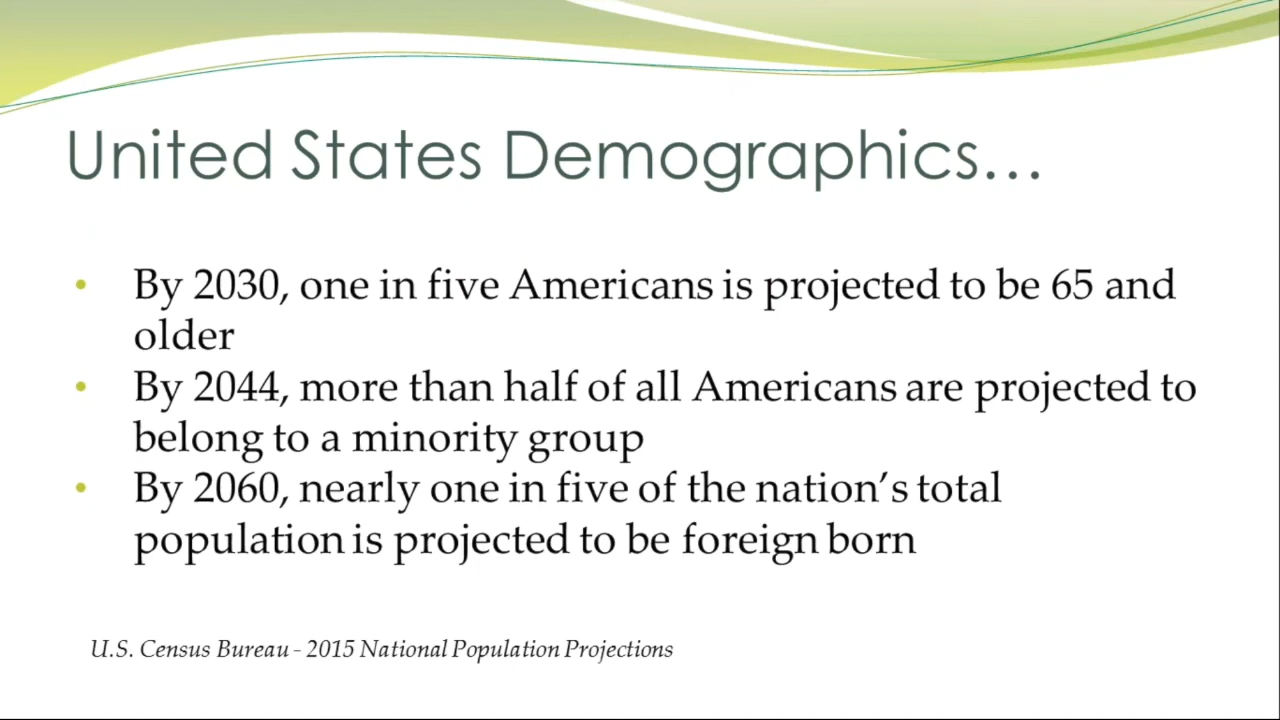 United States Demographics…
• By 2030, one in five Americans is projected to be 65 and
older
• By 2044, more than half of all Americans are projected to
belong to a minority group
• By 2060, nearly one in five of the nation’s total
population is projected to be foreign born
U.S. Census Bureau - 2015 National Population Projections